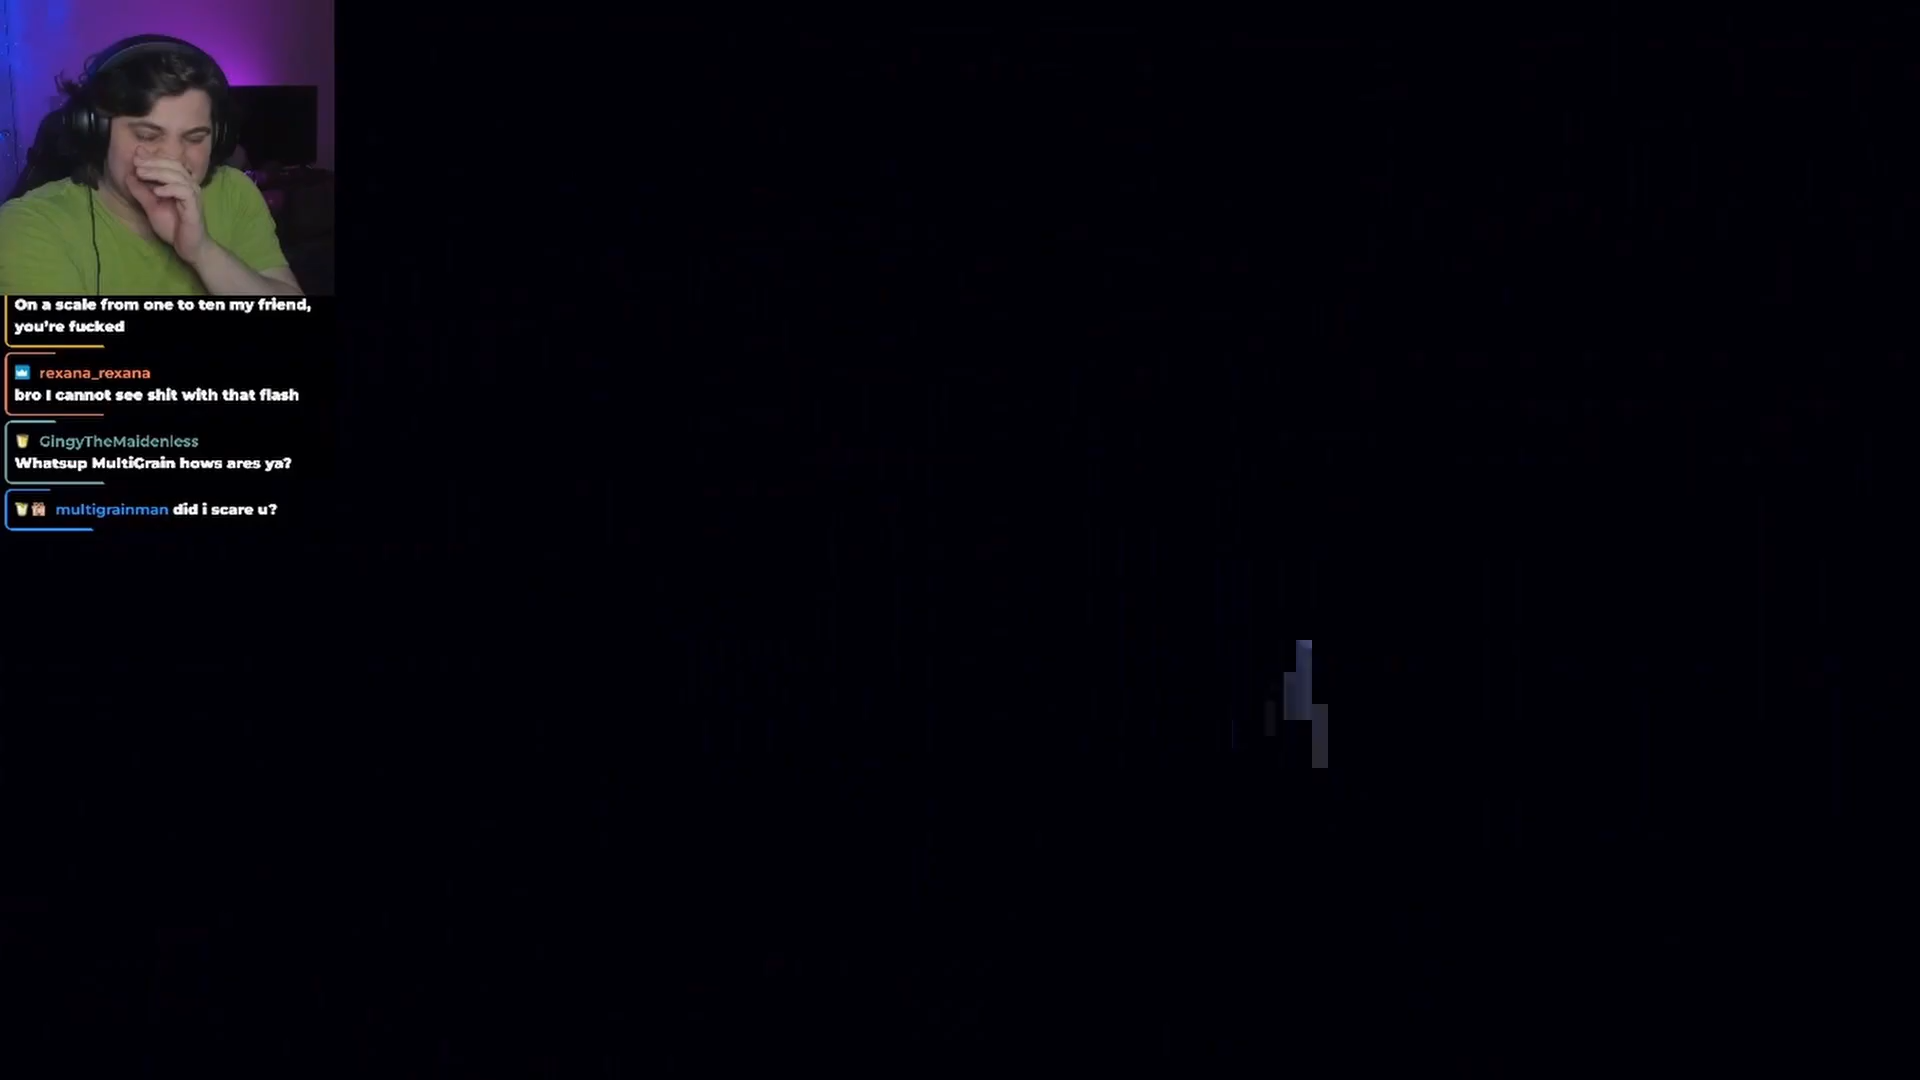 On a scale from one to ten my friend,
you're fucked
rexana_rexana
bro I cannot see shit with that flash
GingyTheMaidenless
Whatsup MultiGrain hows ares ya?
multigrainman did i scare u?